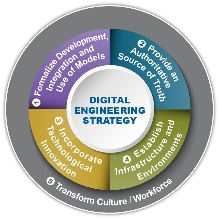 DIGITAL
ENGINEERING
STRATEGY
1 Formalize Development,
Integration and
Use of Models
2 Provide an
Authoritative
Source of Truth
3 Incorporate
Technological
Innovation
4 Establish
Infrastructure and
Environments
5 Transform Culture / Workforce